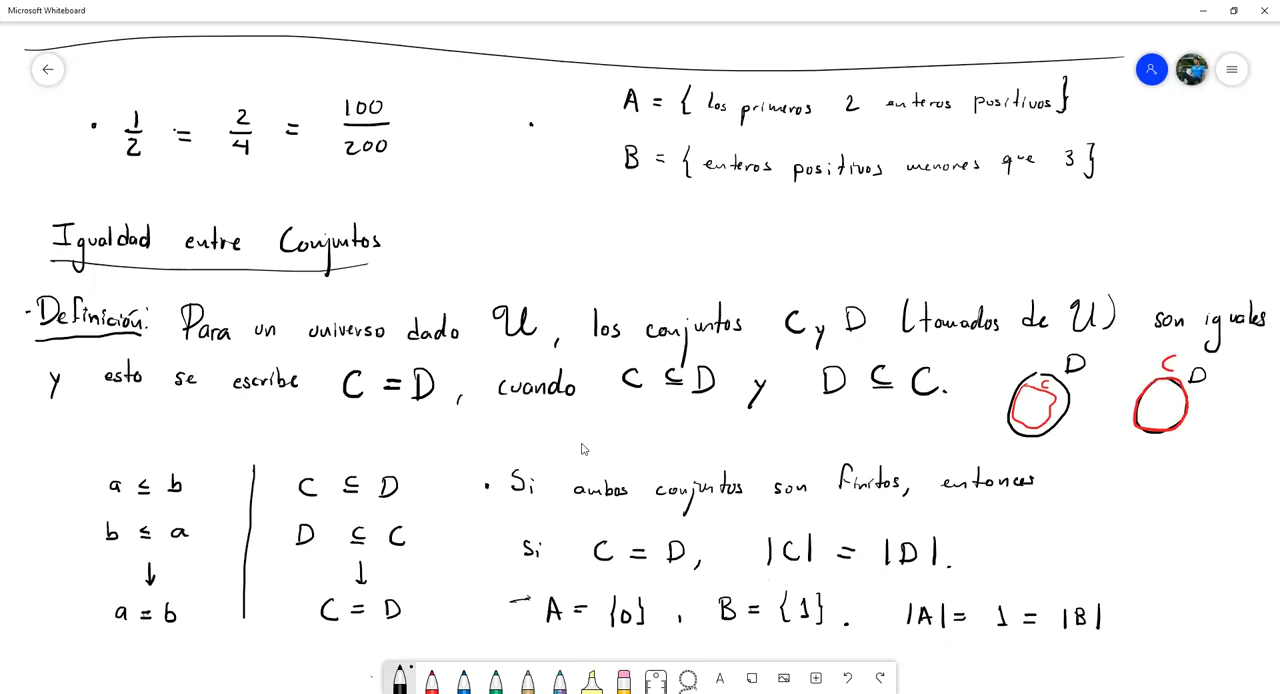 Microsoft Whiteboard
· 1/2 = 2/4 = 100/200
· A = { los primeros 2 enteros positivos}
B = { enteros positivos menores que 3 }
Igualdad entre Conjuntos
· Definición: Para un universo dado 𝒰, los conjuntos C y D (tomados de 𝒰) son iguales
y esto se escribe C = D, cuando C ⊆ D y D ⊆ C.
C D
C D
a ≤ b
b ≤ a
↓
a = b
C ⊆ D
D ⊆ C
↓
C = D
· Si ambos conjuntos son finitos, entonces
Si C = D, |C| = |D|.
– A = {0}, B = {1}. |A| = 1 = |B|
A